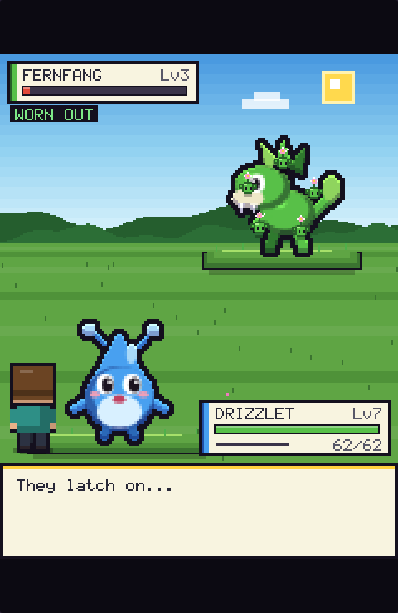 FERNFANG Lv3
WORN OUT
DRIZZLET Lv7
62/62
They latch on...